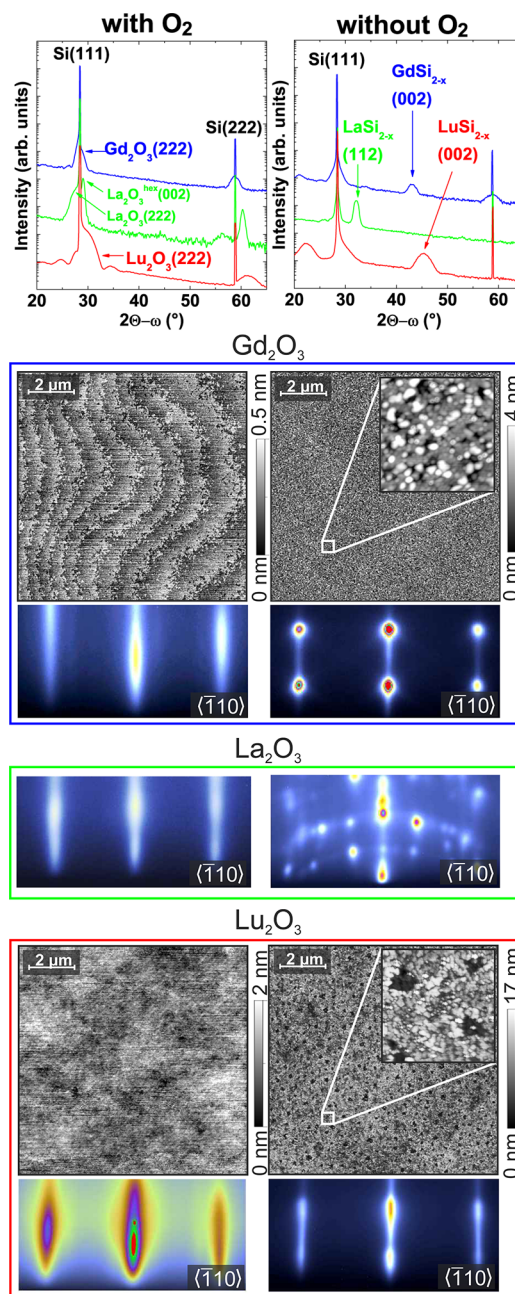 with O₂
without O₂
Si(111)
Si(222)
Gd₂O₃(222)
La₂O₃ʰᵉˣ(002)
La₂O₃(222)
Lu₂O₃(222)
Intensity (arb. units)
20 30 40 50 60
2Θ–ω (°)
Si(111)
GdSi₂₋ₓ
(002)
LaSi₂₋ₓ
(112)
LuSi₂₋ₓ
(002)
Intensity (arb. units)
20 30 40 50 60
2Θ–ω (°)
Gd₂O₃
2 µm
0.5 nm
0 nm
2 µm
4 nm
0 nm
⟨1̅10⟩
⟨1̅10⟩
La₂O₃
⟨1̅10⟩
⟨1̅10⟩
Lu₂O₃
2 µm
2 nm
0 nm
2 µm
17 nm
0 nm
⟨1̅10⟩
⟨1̅10⟩